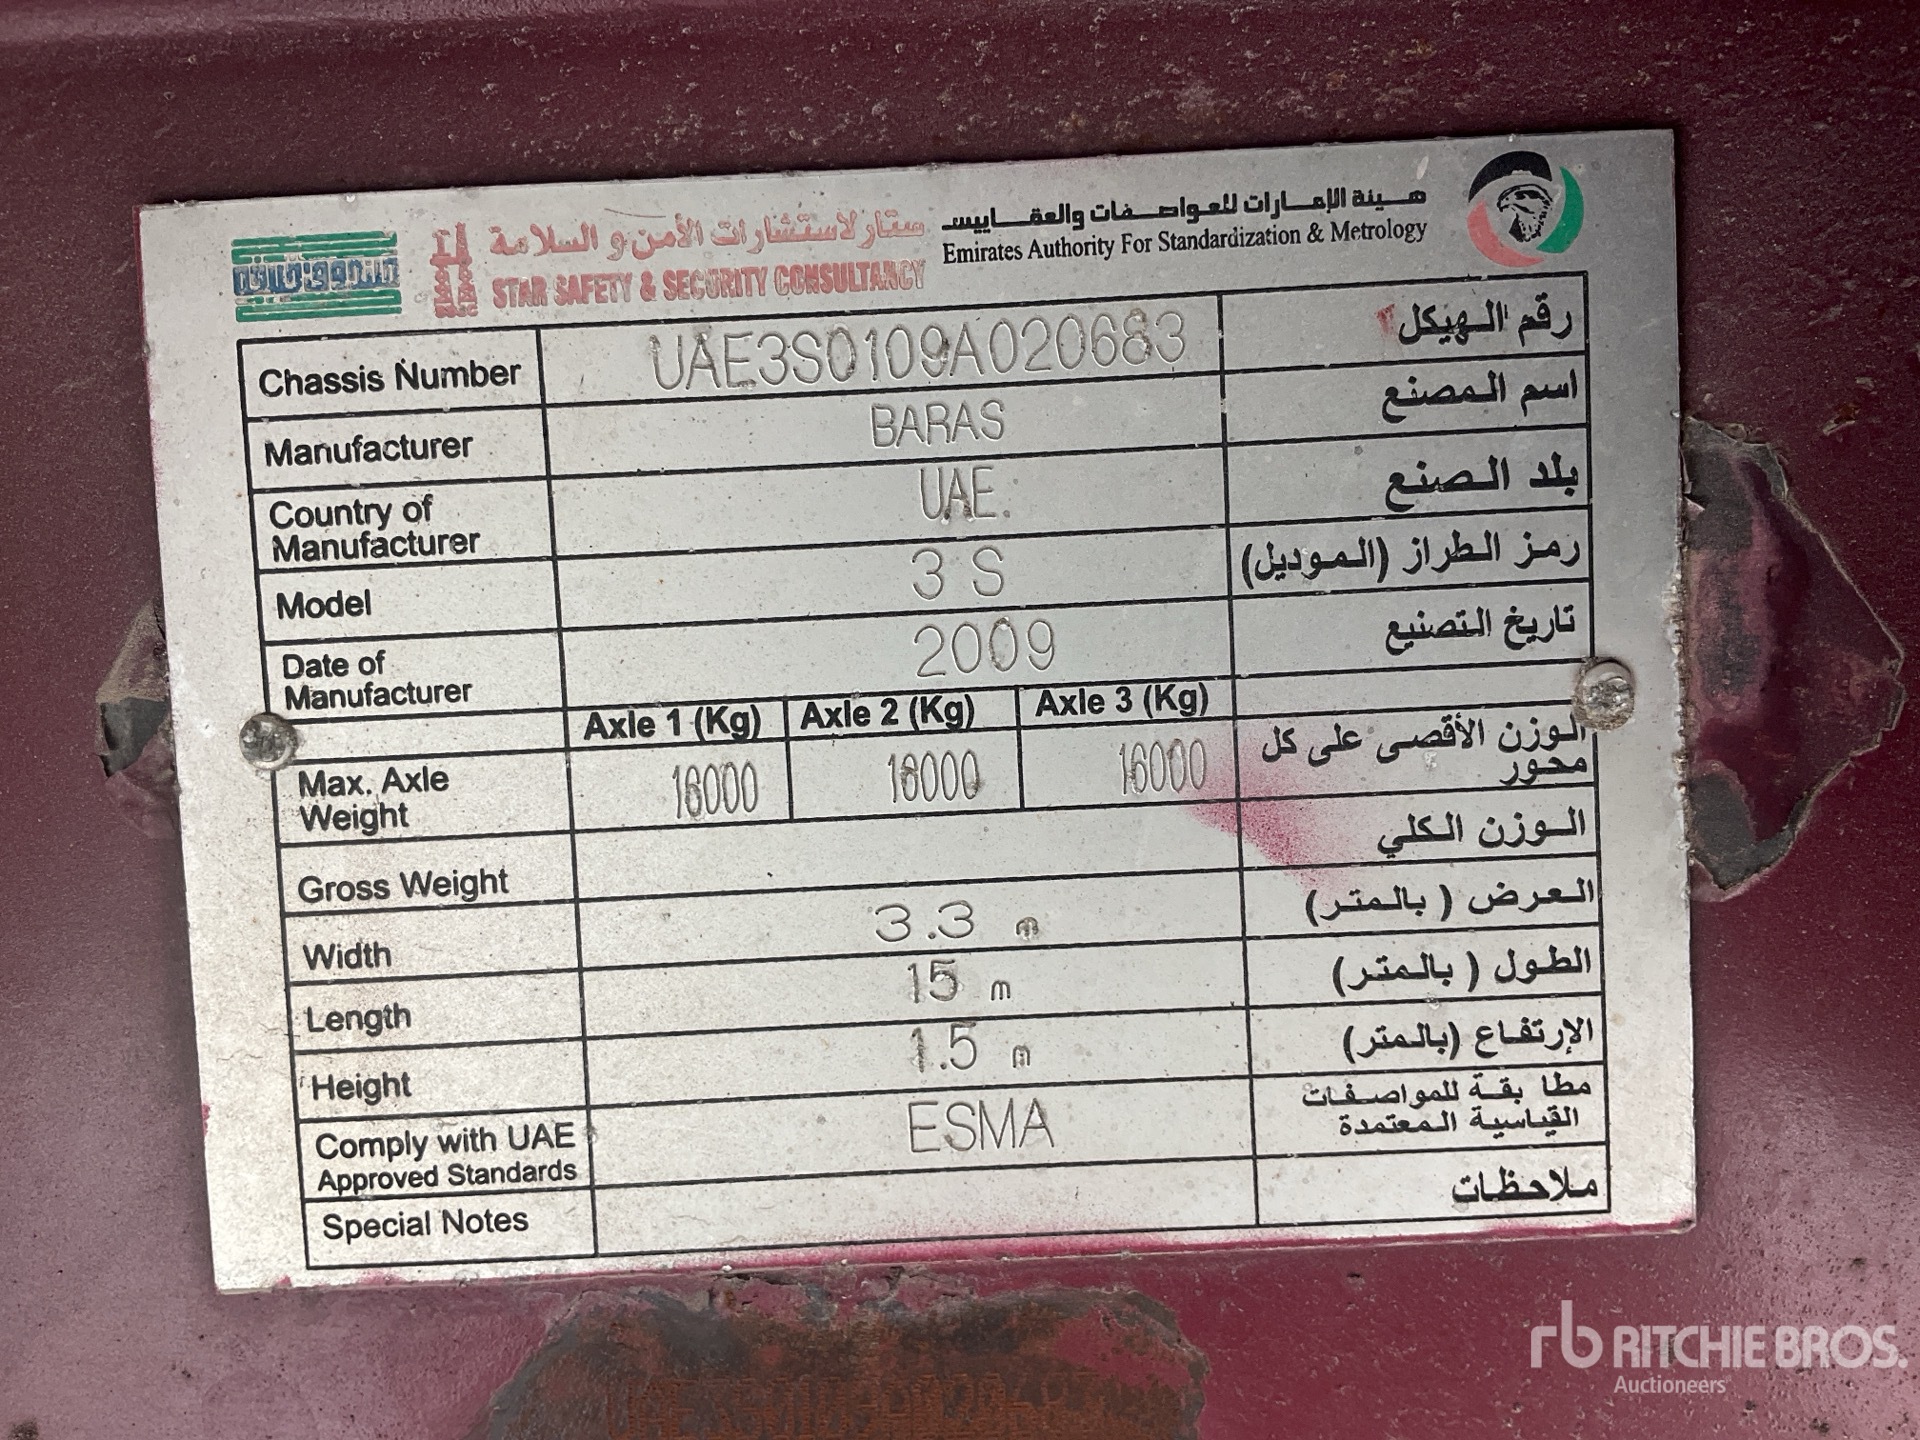 صندوق خليفة
ستار لاستشارات الأمن و السلامة
STAR SAFETY & SECURITY CONSULTANCY
هيئة الإمارات للمواصفات والمقاييس
Emirates Authority For Standardization & Metrology
Chassis Number UAE3S0109A020683 رقم الهيكل
Manufacturer BARAS اسم المصنع
Country of Manufacturer UAE. بلد الصنع
Model 3 S رمز الطراز (الموديل)
Date of Manufacturer 2009 تاريخ التصنيع
Axle 1 (Kg) Axle 2 (Kg) Axle 3 (Kg)
Max. Axle Weight 16000 16000 16000 الوزن الأقصى على كل محور
Gross Weight الوزن الكلي
Width 3.3 m العرض (بالمتر)
Length 15 m الطول (بالمتر)
Height 1.5 m الإرتفاع (بالمتر)
Comply with UAE Approved Standards ESMA مطابقة للمواصفات القياسية المعتمدة
Special Notes ملاحظات
rb RITCHIE BROS.
Auctioneers